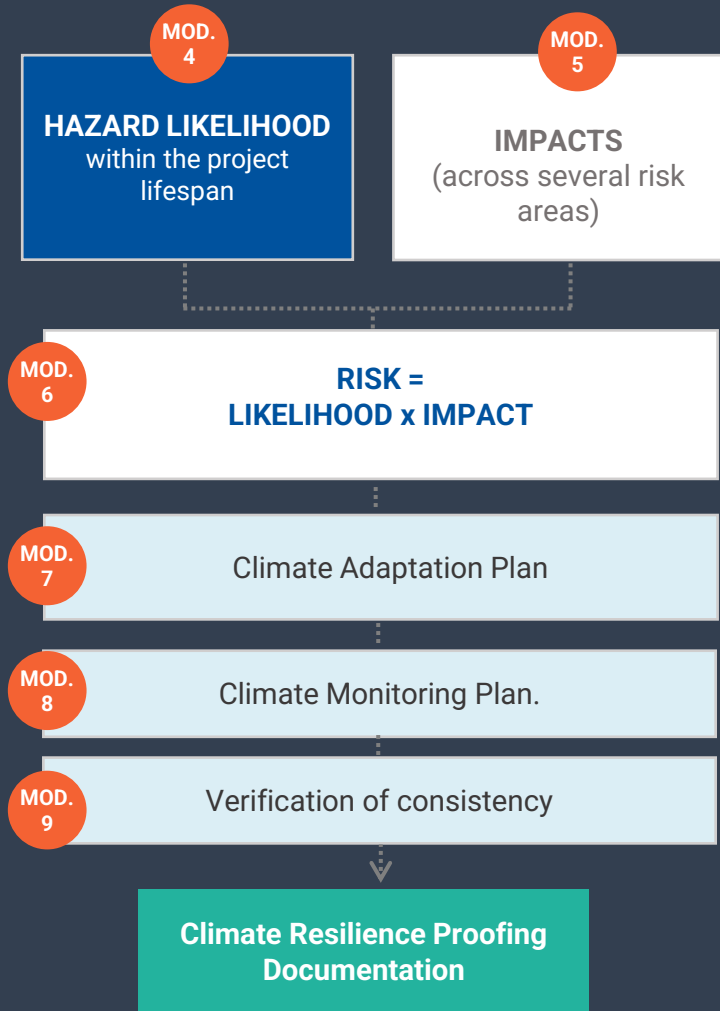 MOD.
4
HAZARD LIKELIHOOD
within the project
lifespan
MOD.
5
IMPACTS
(across several risk
areas)
MOD.
6
RISK =
LIKELIHOOD x IMPACT
MOD.
7
Climate Adaptation Plan
MOD.
8
Climate Monitoring Plan.
MOD.
9
Verification of consistency
Climate Resilience Proofing
Documentation